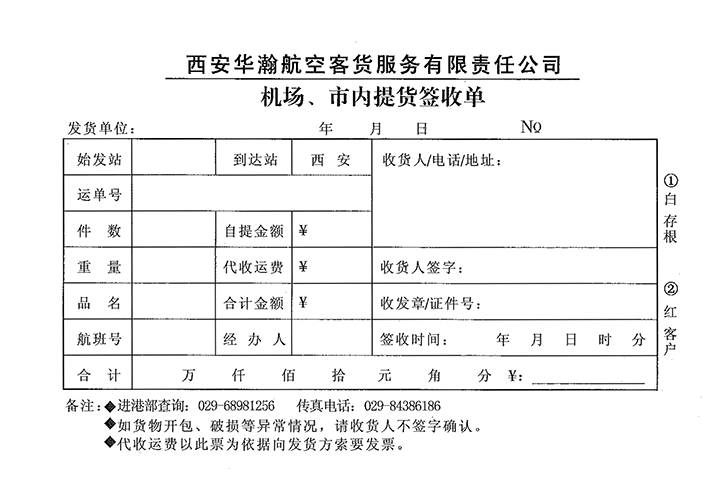 西安华瀚航空客货服务有限责任公司
机场、市内提货签收单
发货单位： 年 月 日 №
始发站 到达站 西安 收货人/电话/地址：
运单号
件数 自提金额 ¥
重量 代收运费 ¥ 收货人签字：
品名 合计金额 ¥ 收发章/证件号：
航班号 经办人 签收时间： 年 月 日 时 分
合计 万 仟 佰 拾 元 角 分 ¥：
①白存根
②红客户
备注：◆进港部查询：029-68981256 传真电话：029-84386186
◆如货物开包、破损等异常情况，请收货人不签字确认。
◆代收运费以此票为依据向发货方索要发票。